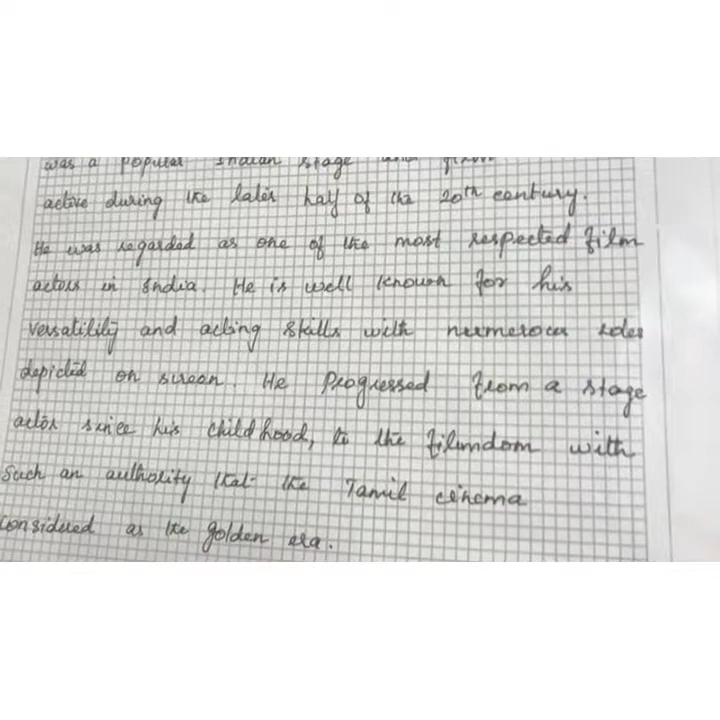 was a popular Indian stage and
active during the later half of the 20th century.
He was regarded as one of the most respected film
actors in India. He is well known for his
versatility and acting skills with numerous roles
depicted on screen. He Progressed from a stage
actor since his childhood, to the filmdom with
Such an authority that the Tamil cinema
considered as the golden era.